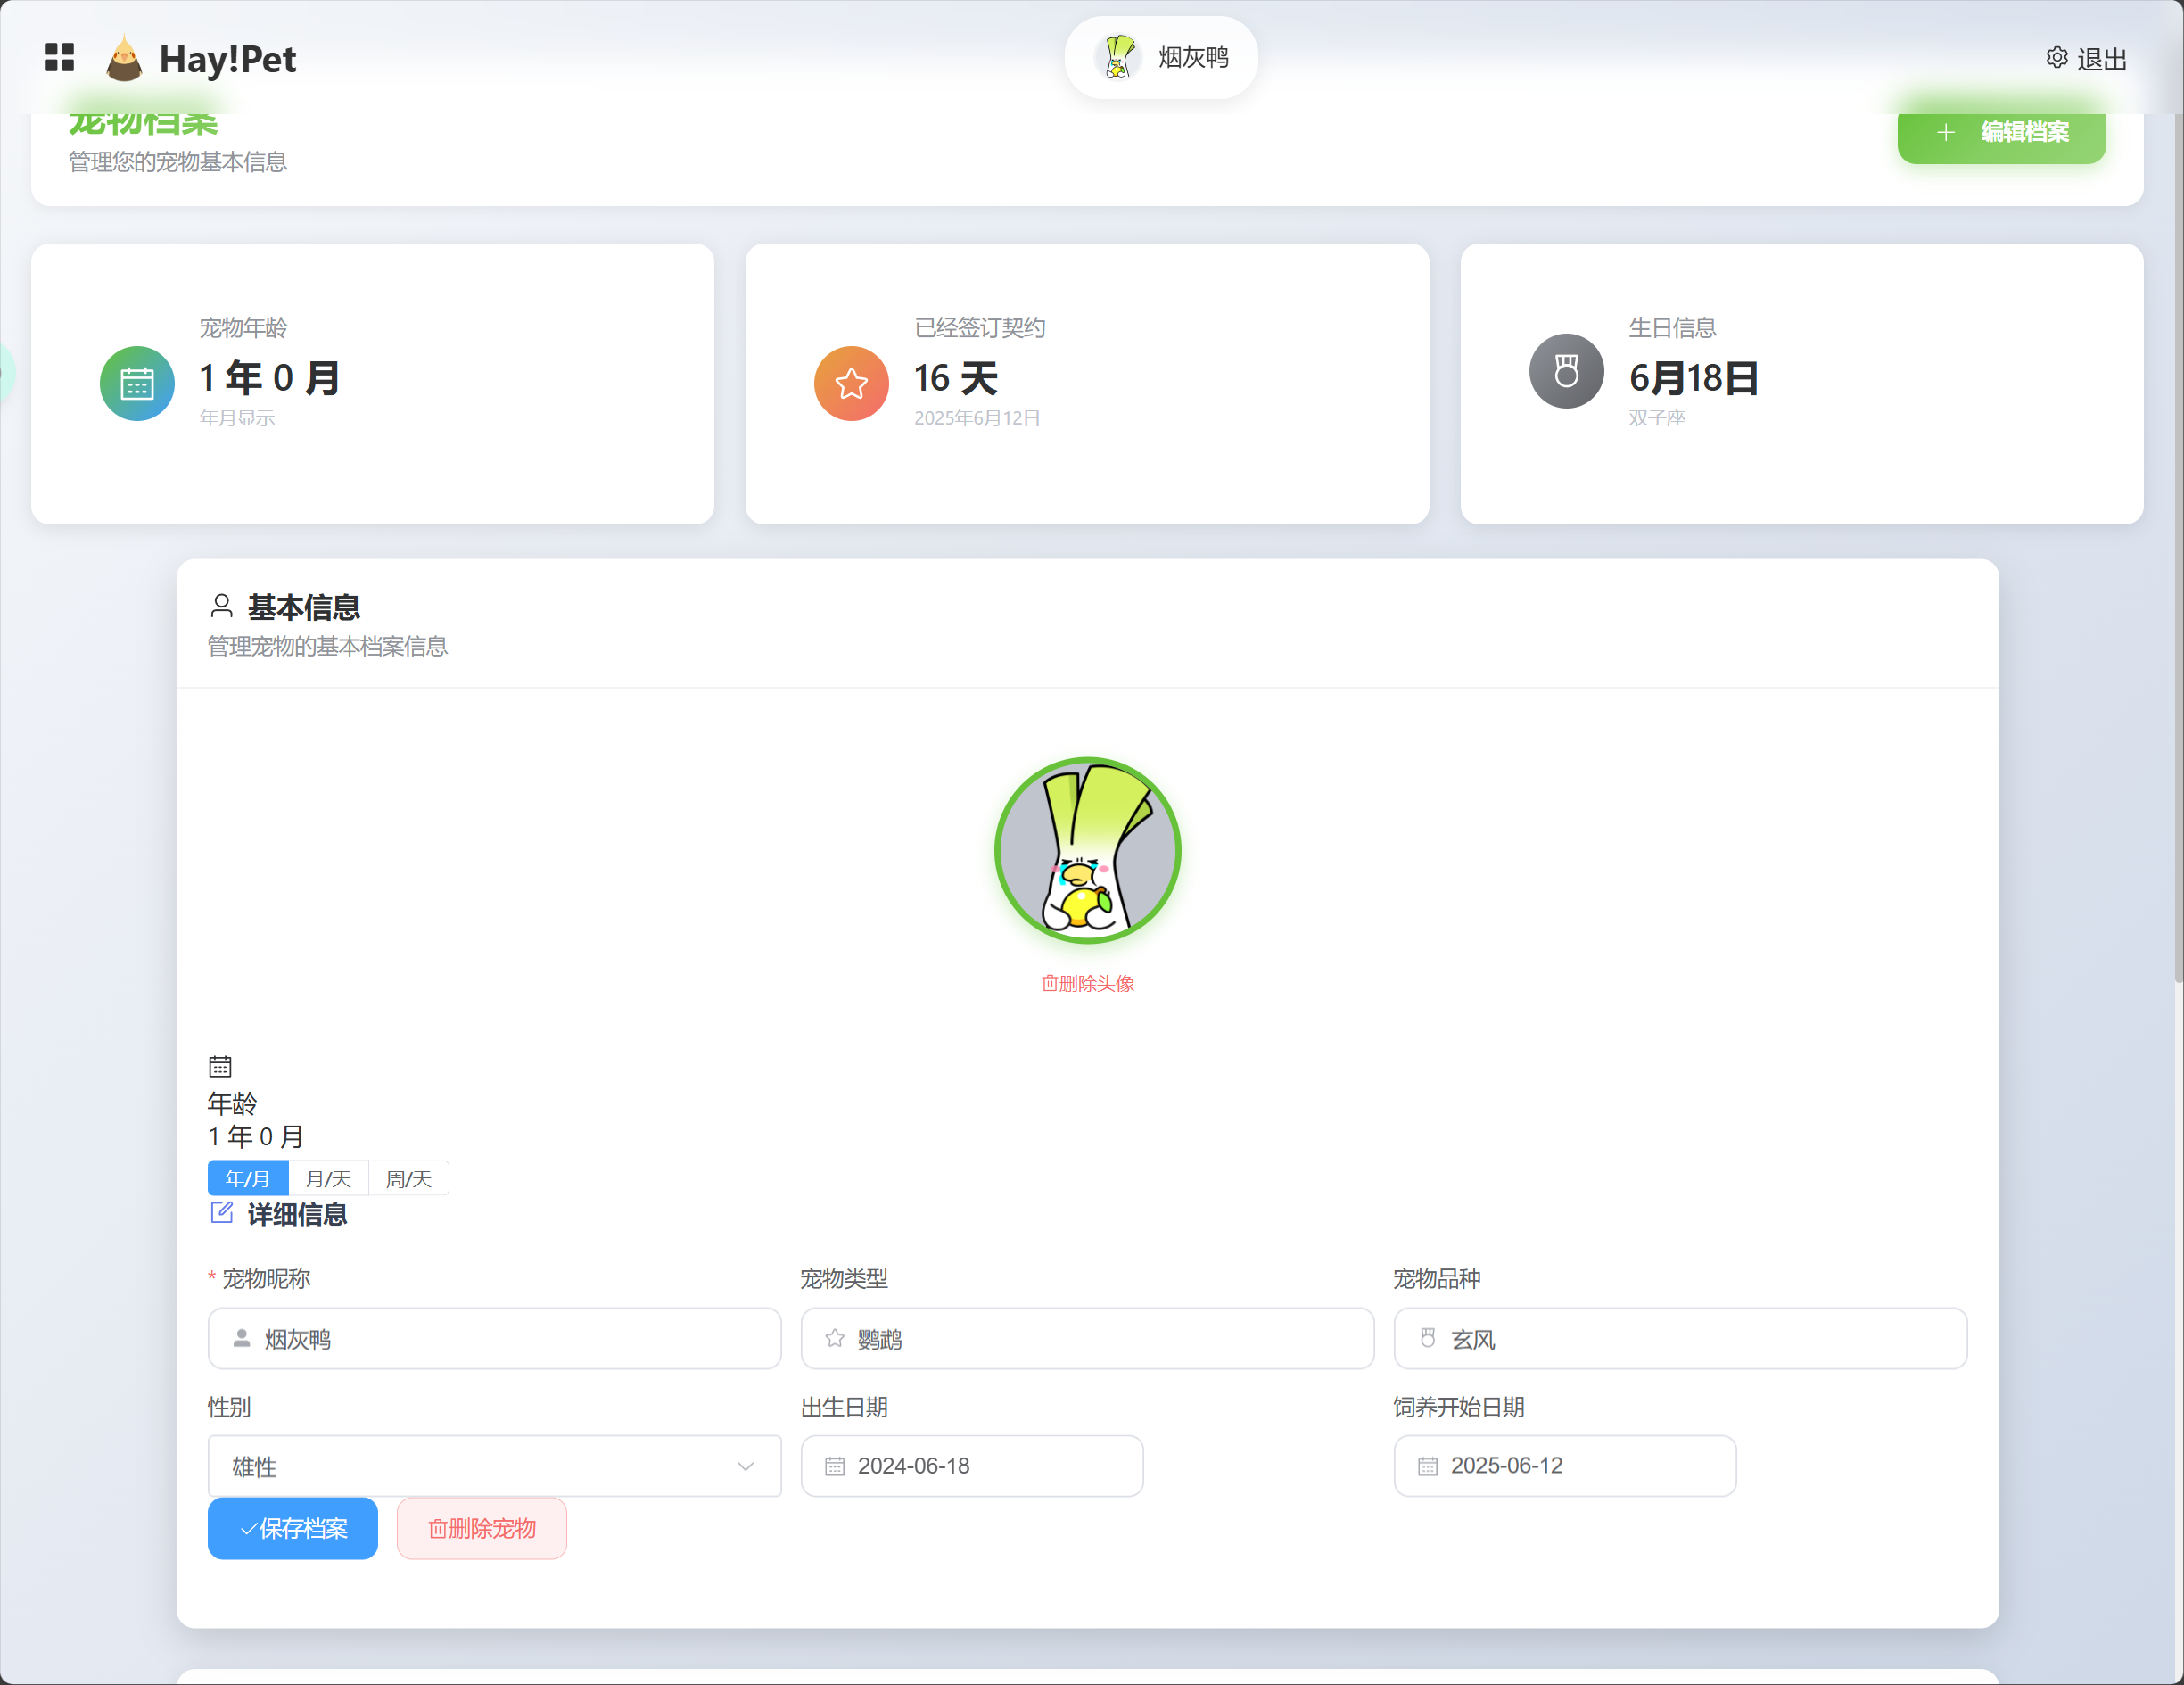 Hay!Pet
烟灰鸭
退出
宠物档案
管理您的宠物基本信息
编辑档案
宠物年龄
1 年 0 月
年月显示
已经签订契约
16 天
2025年6月12日
生日信息
6月18日
双子座
基本信息
管理宠物的基本档案信息
删除头像
年龄
1 年 0 月
年/月 月/天 周/天
详细信息
* 宠物昵称
宠物类型
宠物品种
烟灰鸭
鹦鹉
玄风
性别
出生日期
饲养开始日期
雄性
2024-06-18
2025-06-12
保存档案
删除宠物